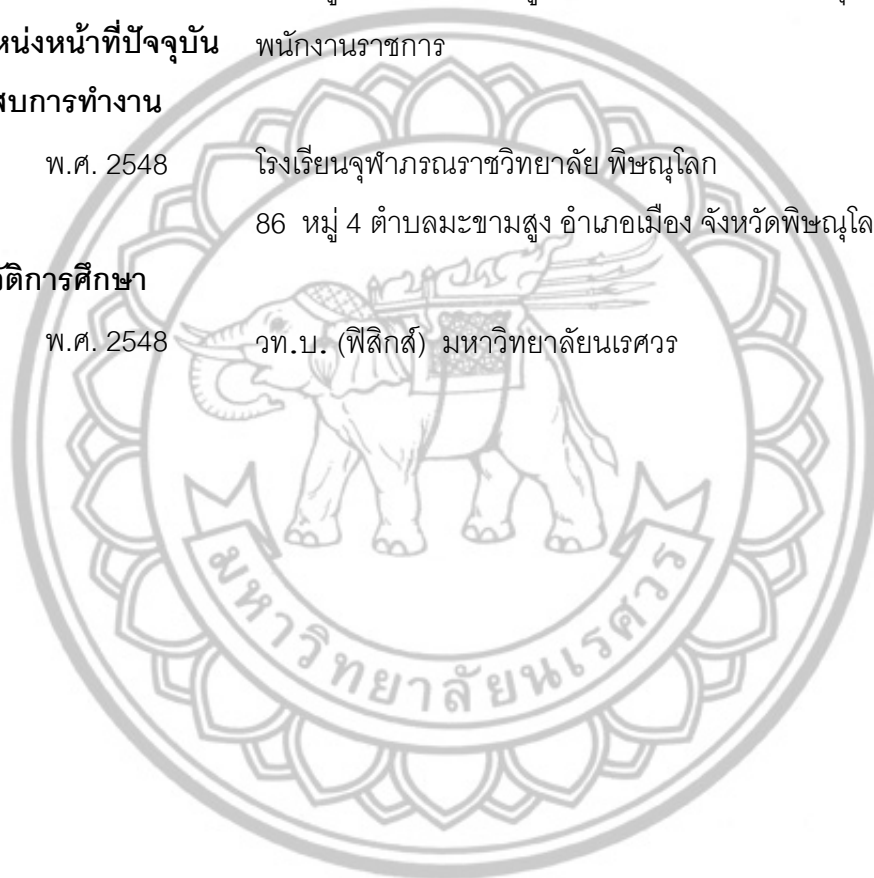 หน่งหน้าที่ปัจจุบัน พนักงานราชการ
สบการทำงาน
พ.ศ. 2548 โรงเรียนจุฬาภรณราชวิทยาลัย พิษณุโลก
86 หมู่ 4 ตำบลมะขามสูง อำเภอเมือง จังหวัดพิษณุโล
ัติการศึกษา
พ.ศ. 2548 วท.บ. (ฟิสิกส์) มหาวิทยาลัยนเรศวร
มหาวิทยาลัยนเรศวร